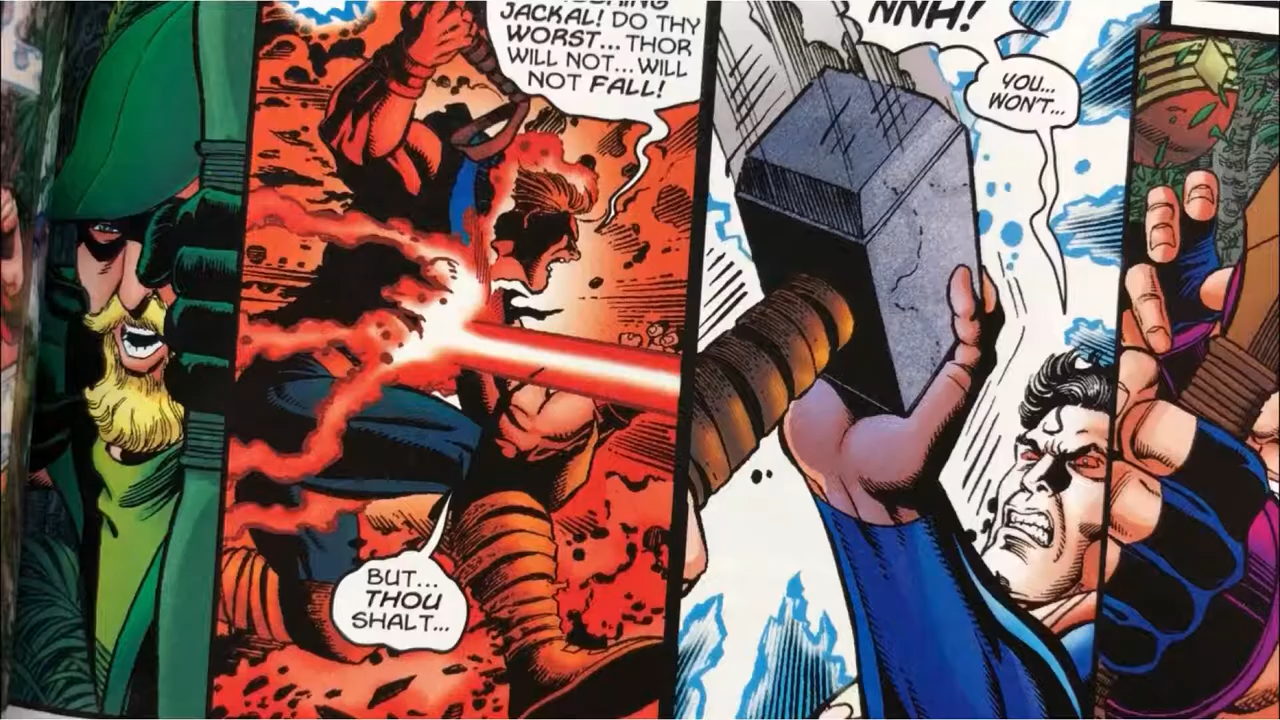 JACKAL! DO THY
WORST... THOR
WILL NOT...WILL
NOT FALL!
BUT...
THOU
SHALT...
NNH!
YOU...
WON'T...